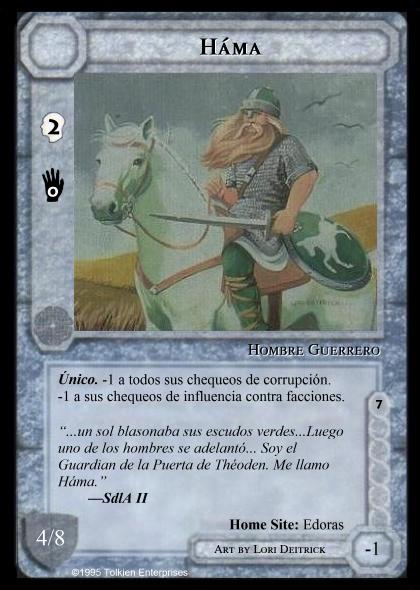 HÁMA
2
0
HOMBRE GUERRERO
Único. -1 a todos sus chequeos de corrupción.
-1 a sus chequeos de influencia contra facciones.
7
“...un sol blasonaba sus escudos verdes...Luego
uno de los hombres se adelantó... Soy el
Guardian de la Puerta de Théoden. Me llamo
Háma.”
—SdlA II
Home Site: Edoras
4/8
ART BY LORI DEITRICK
-1
©1995 Tolkien Enterprises